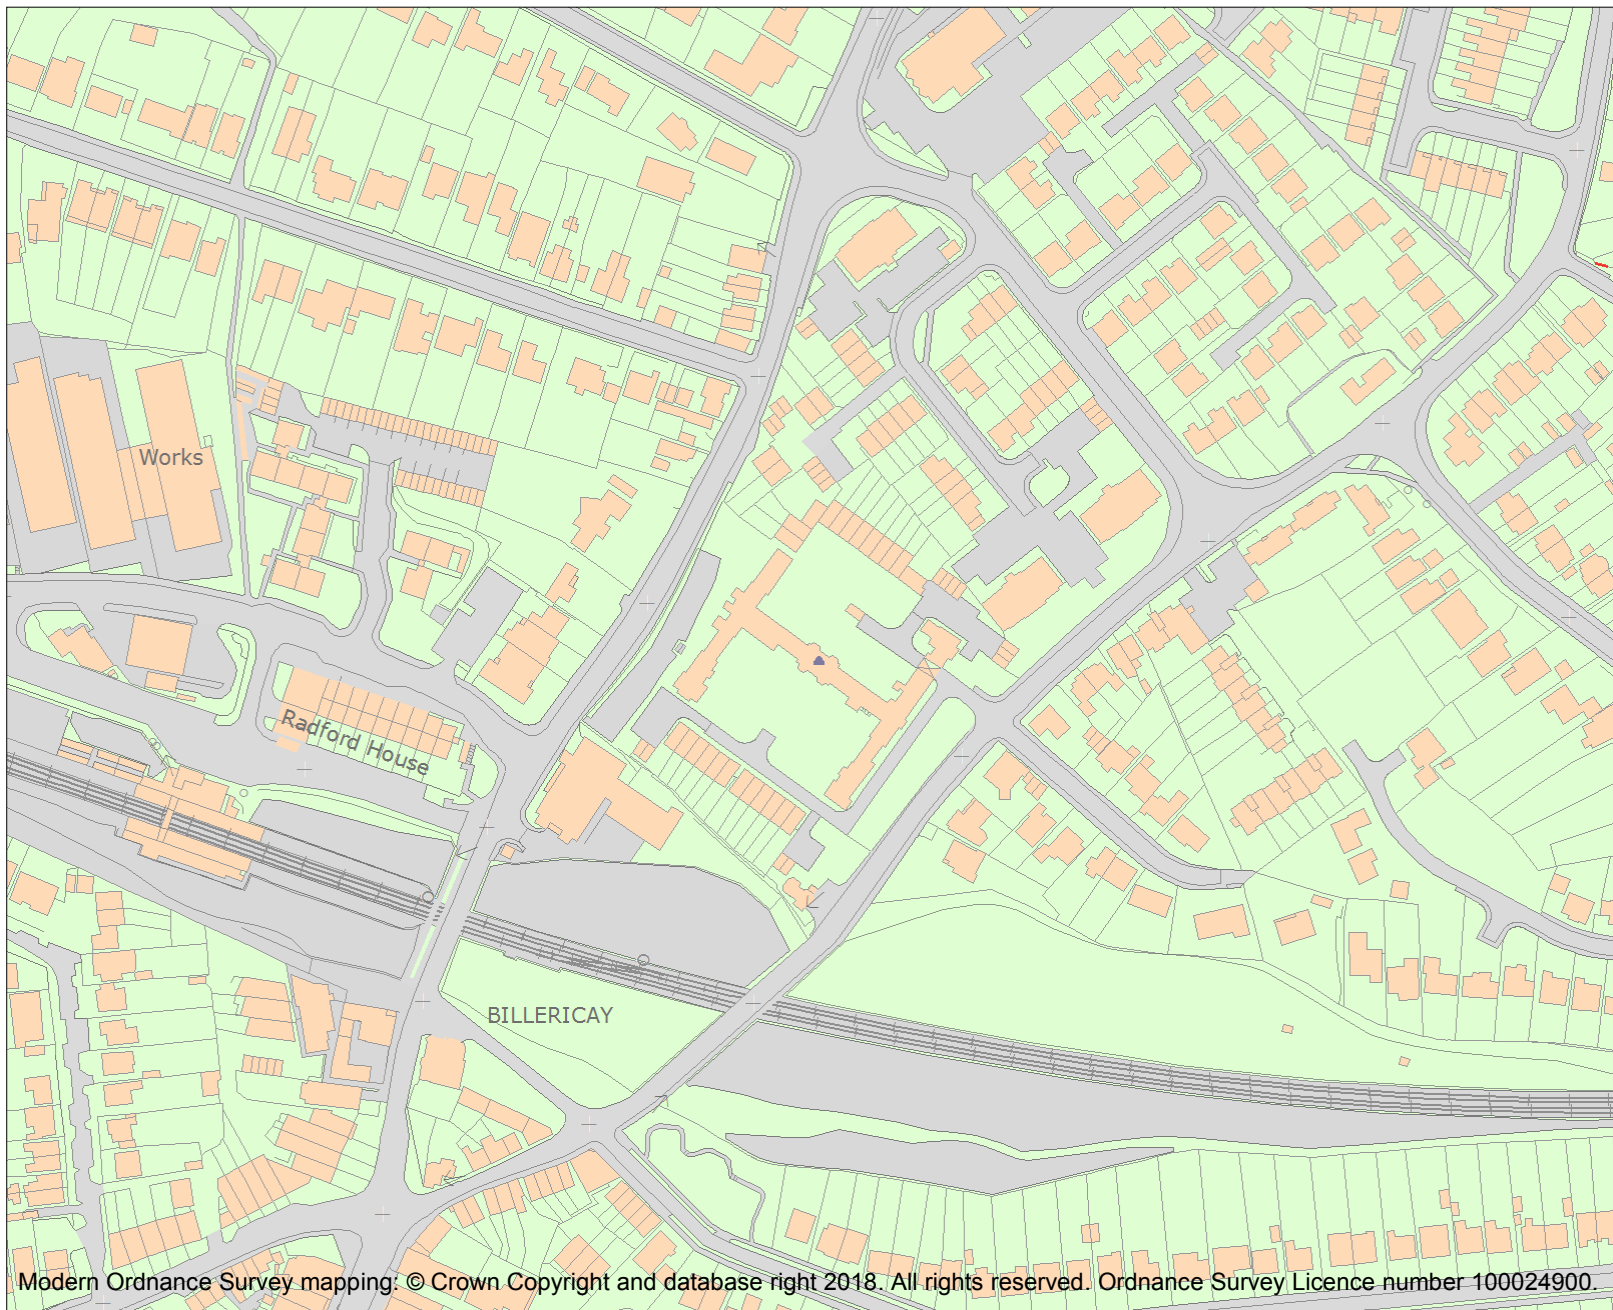 Works
Radford House
BILLERICAY
Modern Ordnance Survey mapping: © Crown Copyright and database right 2018. All rights reserved. Ordnance Survey Licence number 100024900.